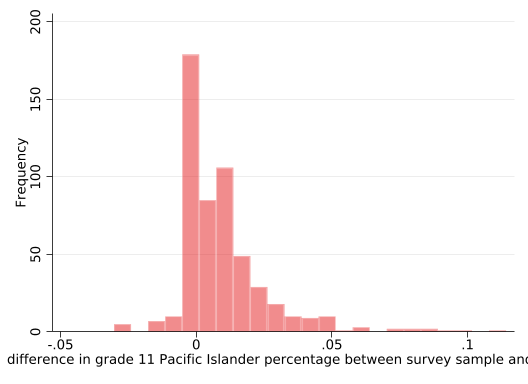 200
150
100
50
0
Frequency
-.05 0 .05 .1
difference in grade 11 Pacific Islander percentage between survey sample and